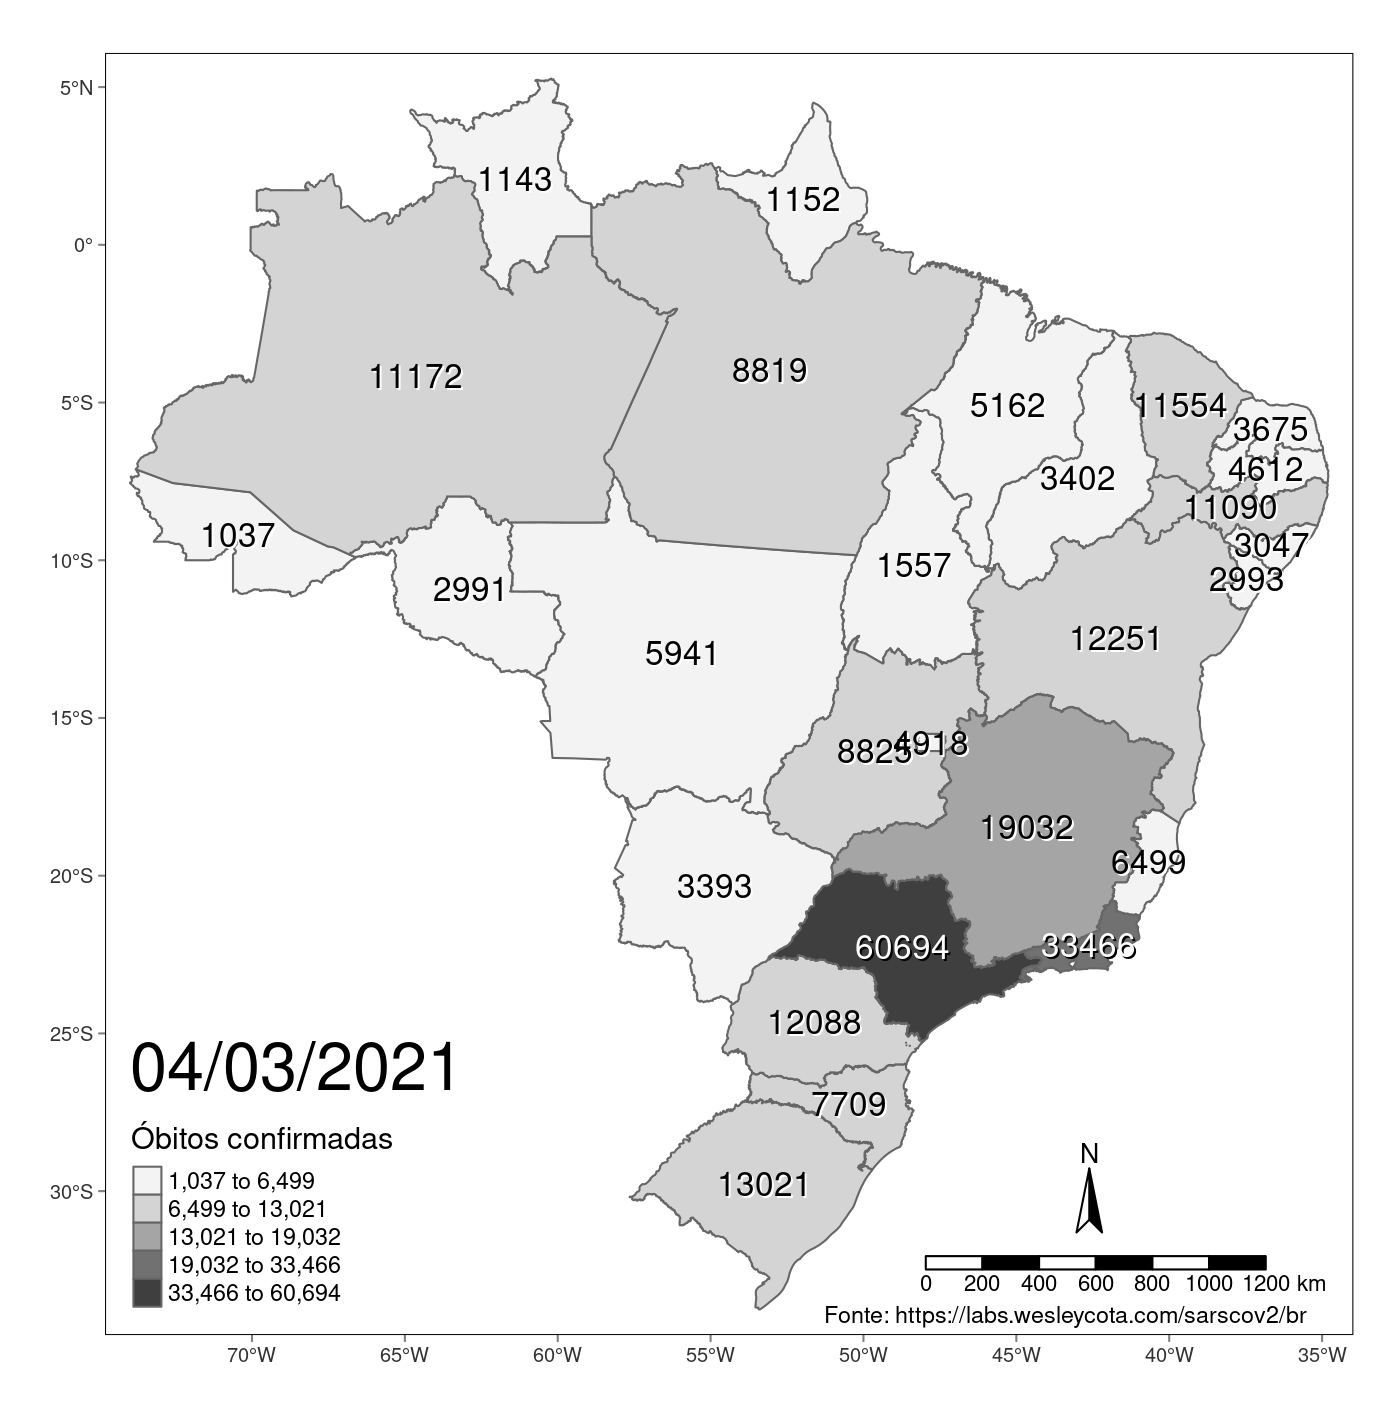 5°N
0°
5°S
10°S
15°S
20°S
25°S
30°S
1143
1152
11172
8819
5162
11554
3675
4612
3402
11090
1037
3047
2993
2991
1557
12251
5941
8825
4918
19032
6499
3393
60694
33466
12088
7709
13021
04/03/2021
Óbitos confirmadas
1,037 to 6,499
6,499 to 13,021
13,021 to 19,032
19,032 to 33,466
33,466 to 60,694
N
0 200 400 600 800 1000 1200 km
Fonte: https://labs.wesleycota.com/sarscov2/br
70°W 65°W 60°W 55°W 50°W 45°W 40°W 35°W